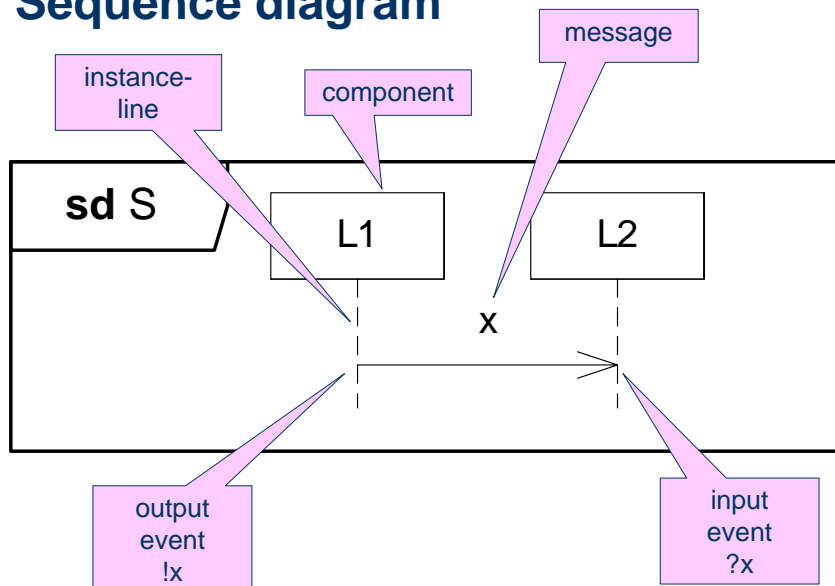 Sequence diagram
message
instance-
line
component
sd S
L1
L2
x
output
event
!x
input
event
?x